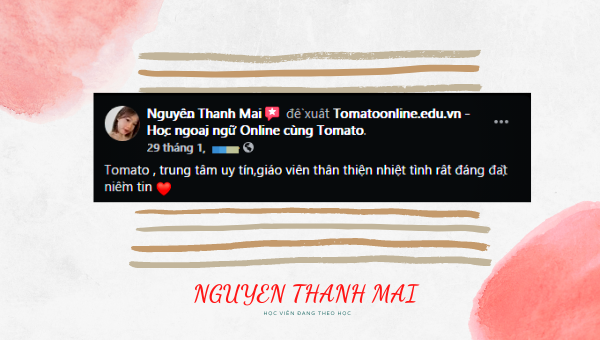 Nguyễn Thanh Mai đề xuất Tomatoonline.edu.vn -
Học ngoại ngữ Online cùng Tomato.
29 tháng 1,
Tomato , trung tâm uy tín,giáo viên thân thiện nhiệt tình rất đáng đặt
niềm tin ❤️
NGUYEN THANH MAI
HỌC VIÊN ĐANG THEO HỌC